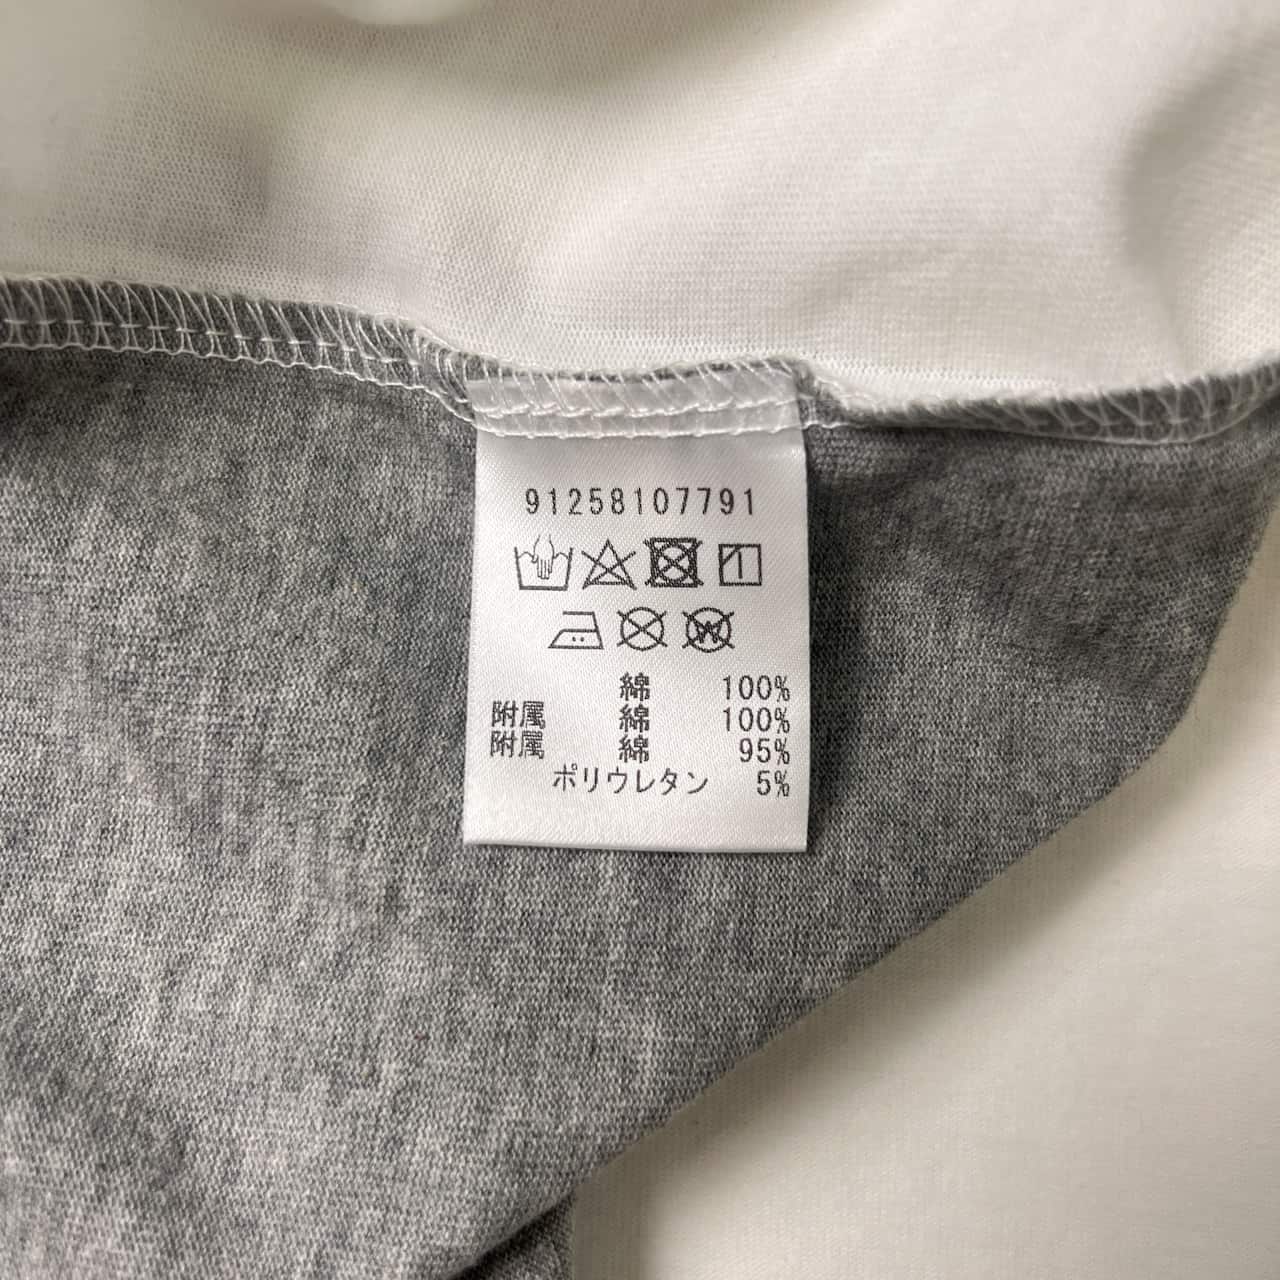 91258107791
綿 100%
附属 綿 100%
附属 綿 95%
ポリウレタン 5%